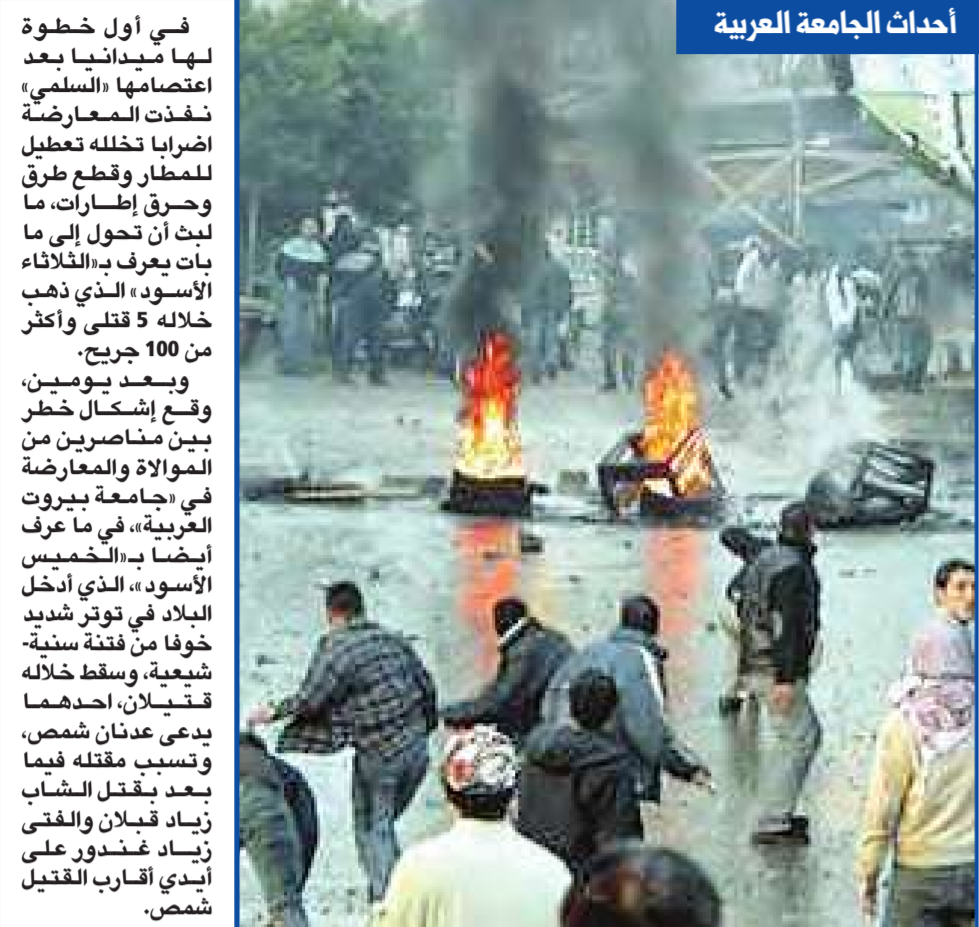 أحداث الجامعة العربية
في أول خطوة
لها ميدانيا بعد
اعتصامها «السلمي»
نفذت المعارضة
اضرابا تخلله تعطيل
للمطار وقطع طرق
وحرق إطارات، ما
لبث أن تحول إلى ما
بات يعرف بـ«الثلاثاء
الأسود» الذي ذهب
خلاله 5 قتلى وأكثر
من 100 جريح.
وبعد يومين،
وقع إشكال خطر
بين مناصرين من
الموالاة والمعارضة
في «جامعة بيروت
العربية»، في ما عرف
أيضا بـ«الخميس
الأسود»، الذي أدخل
البلاد في توتر شديد
خوفا من فتنة سنية-
شيعية، وسقط خلاله
قتيلان، احدهما
يدعى عدنان شمص،
وتسبب مقتله فيما
بعد بقتل الشاب
زياد قبلان والفتى
زياد غندور على
أيدي أقارب القتيل
شمص.